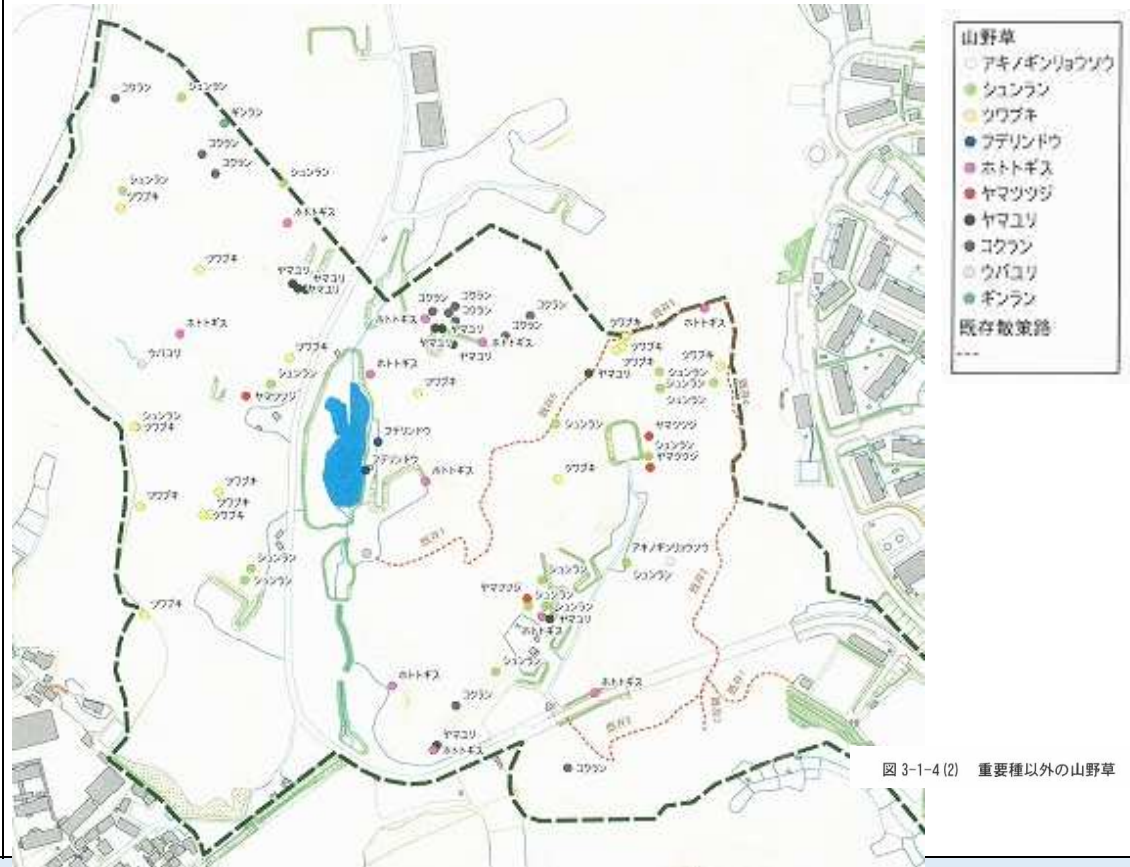 山野草
アキノギンリョウソウ
シュンラン
ツワブキ
フデリンドウ
ホトトギス
ヤマツツジ
ヤマユリ
コクラン
ウバユリ
ギンラン
既存散策路
コクラン
シュンラン
ギンラン
コクラン
コクラン
シュンラン
シュンラン
ツワブキ
ホトトギス
ツワブキ
ヤマユリ
ヤマユリ
ヤマユリ
ホトトギス
ウバユリ
ツワブキ
シュンラン
ヤマツツジ
シュンラン
ツワブキ
ツワブキ
ツワブキ
ツワブキ
ツワブキ
シュンラン
シュンラン
ツワブキ
コクラン
コクラン
コクラン
コクラン
ホトトギス
ヤマユリ
ヤマユリ
ヤマユリ
ホトトギス
ホトトギス
ツワブキ
フデリンドウ
フデリンドウ
ホトトギス
既存1
既存5
ホトトギス
ツワブキ
ツワブキ
ツワブキ
ツワブキ
ヤマユリ
シュンラン
シュンラン
シュンラン
シュンラン
ヤマツツジ
シュンラン
ヤマツツジ
ツワブキ
アキノギンリョウソウ
シュンラン
シュンラン
ヤマツツジ
シュンラン
シュンラン
ヤマユリ
ホトトギス
シュンラン
ホトトギス
ホトトギス
コクラン
ヤマユリ
ホトトギス
コクラン
図 3-1-4(2) 重要種以外の山野草